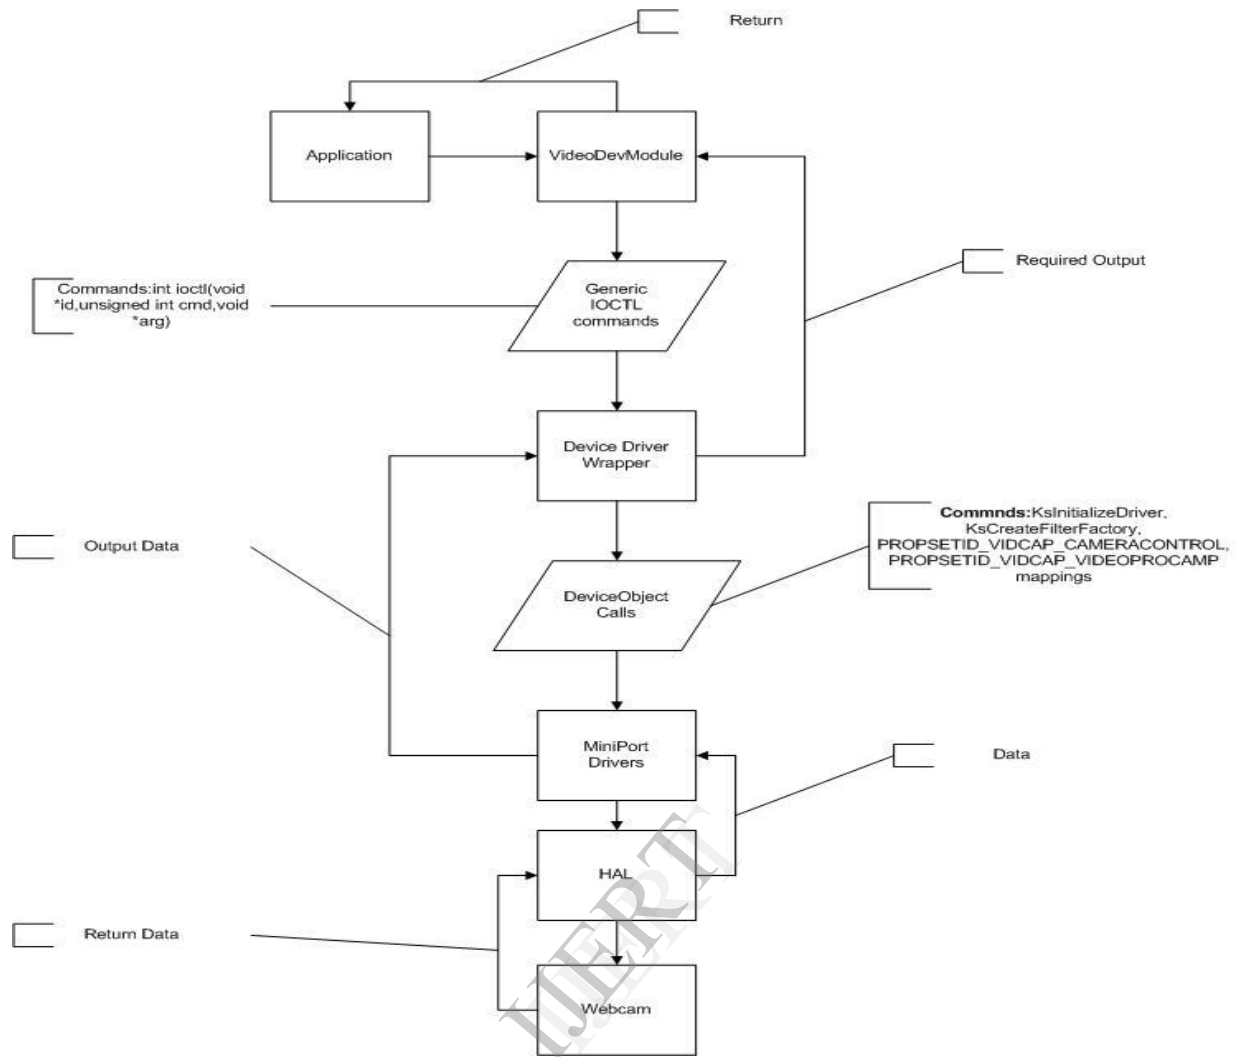 Return
Application
VideoDevModule
Required Output
Commands:int ioctl(void
*id,unsigned int cmd,void
*arg)
Generic
IOCTL
commands
Device Driver
Wrapper
Commnds:KsInitializeDriver,
KsCreateFilterFactory,
PROPSETID_VIDCAP_CAMERACONTROL,
PROPSETID_VIDCAP_VIDEOPROCAMP
mappings
Output Data
DeviceObject
Calls
MiniPort
Drivers
Data
HAL
Return Data
Webcam
IJERT